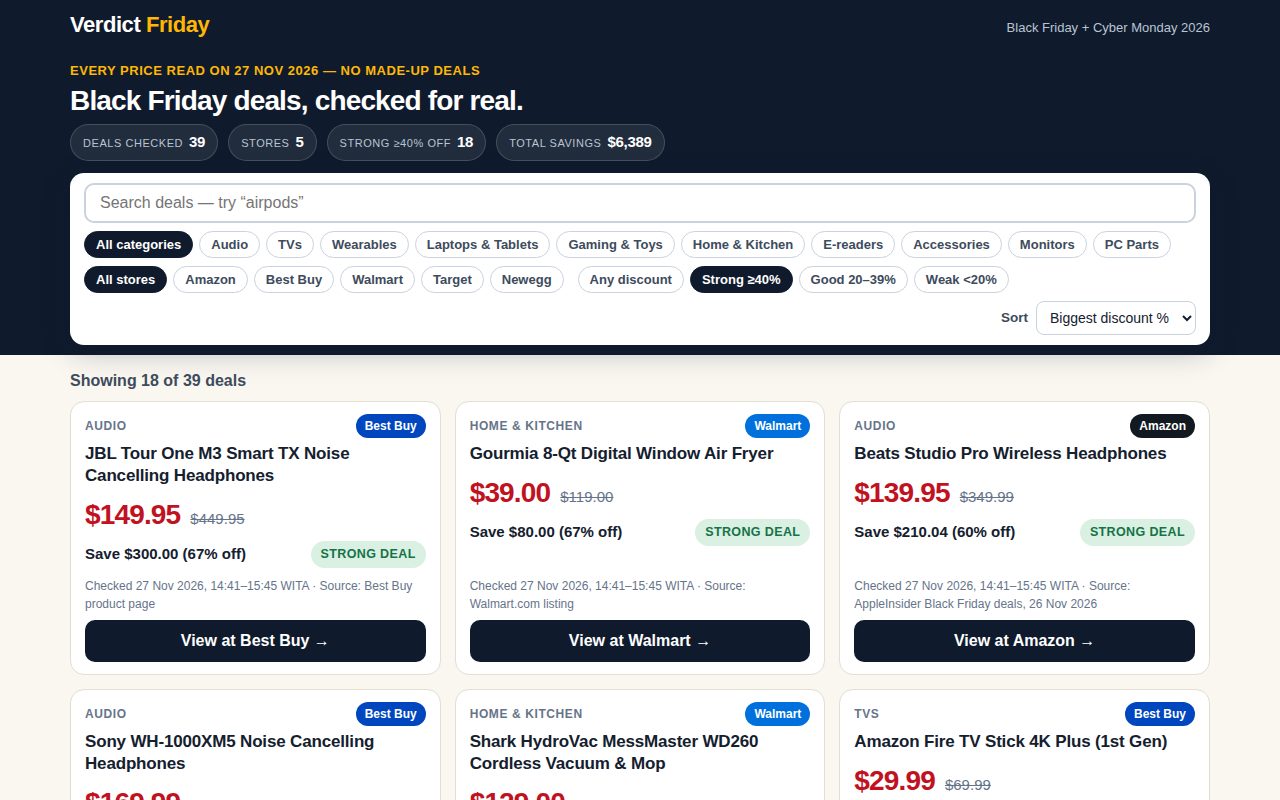 Verdict Friday
Black Friday + Cyber Monday 2026
EVERY PRICE READ ON 27 NOV 2026 — NO MADE-UP DEALS
Black Friday deals, checked for real.
DEALS CHECKED 39 STORES 5 STRONG ≥40% OFF 18 TOTAL SAVINGS $6,389
Search deals — try “airpods”
All categories Audio TVs Wearables Laptops & Tablets Gaming & Toys Home & Kitchen E-readers Accessories Monitors PC Parts
All stores Amazon Best Buy Walmart Target Newegg Any discount Strong ≥40% Good 20–39% Weak <20%
Sort Biggest discount %
Showing 18 of 39 deals
AUDIO Best Buy
JBL Tour One M3 Smart TX Noise
Cancelling Headphones
$149.95 $449.95
Save $300.00 (67% off) STRONG DEAL
Checked 27 Nov 2026, 14:41–15:45 WITA · Source: Best Buy
product page
View at Best Buy →
HOME & KITCHEN Walmart
Gourmia 8-Qt Digital Window Air Fryer
$39.00 $119.00
Save $80.00 (67% off) STRONG DEAL
Checked 27 Nov 2026, 14:41–15:45 WITA · Source:
Walmart.com listing
View at Walmart →
AUDIO Amazon
Beats Studio Pro Wireless Headphones
$139.95 $349.99
Save $210.04 (60% off) STRONG DEAL
Checked 27 Nov 2026, 14:41–15:45 WITA · Source:
AppleInsider Black Friday deals, 26 Nov 2026
View at Amazon →
AUDIO Best Buy
Sony WH-1000XM5 Noise Cancelling
Headphones
$169.99
HOME & KITCHEN Walmart
Shark HydroVac MessMaster WD260
Cordless Vacuum & Mop
$129.00
TVS Best Buy
Amazon Fire TV Stick 4K Plus (1st Gen)
$29.99 $69.99